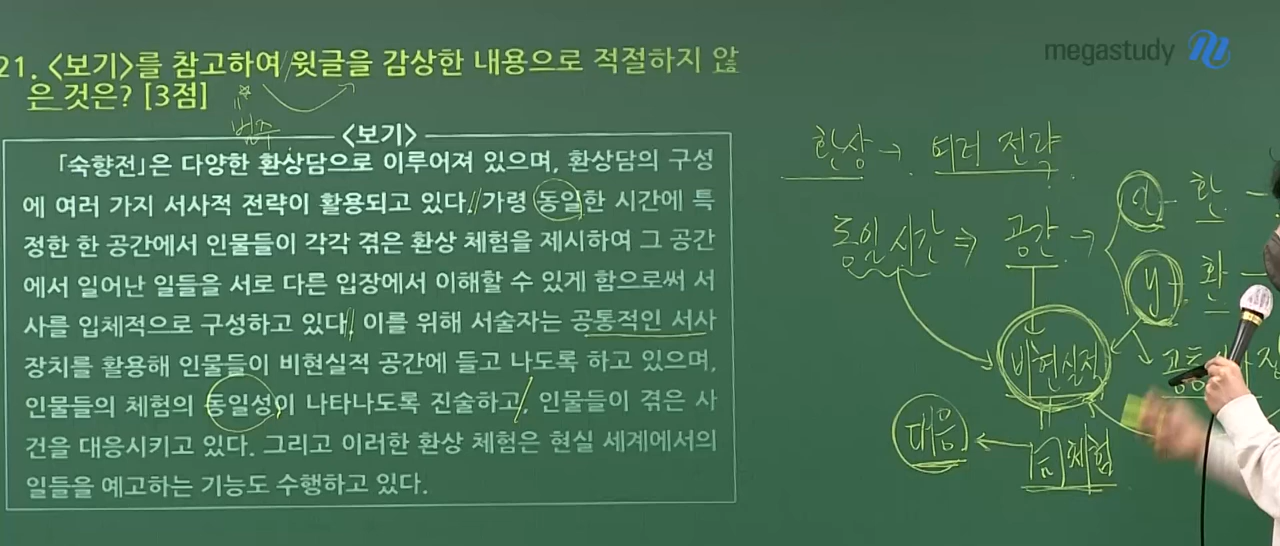 megastudy
21. <보기>를 참고하여 윗글을 감상한 내용으로 적절하지 않
은 것은? [3점]
범주
<보기>
「숙향전」은 다양한 환상담으로 이루어져 있으며, 환상담의 구성
에 여러 가지 서사적 전략이 활용되고 있다. 가령 동일한 시간에 특
정한 한 공간에서 인물들이 각각 겪은 환상 체험을 제시하여 그 공간
에서 일어난 일들을 서로 다른 입장에서 이해할 수 있게 함으로써 서
사를 입체적으로 구성하고 있다. 이를 위해 서술자는 공통적인 서사
장치를 활용해 인물들이 비현실적 공간에 들고 나도록 하고 있으며,
인물들의 체험의 동일성이 나타나도록 진술하고, 인물들이 겪은 사
건을 대응시키고 있다. 그리고 이러한 환상 체험은 현실 세계에서의
일들을 예고하는 기능도 수행하고 있다.
환상 → 여러 전략
동일시간 ⇒ 공간 →
x 환
y 환
비현실적
대응 ← 同체험